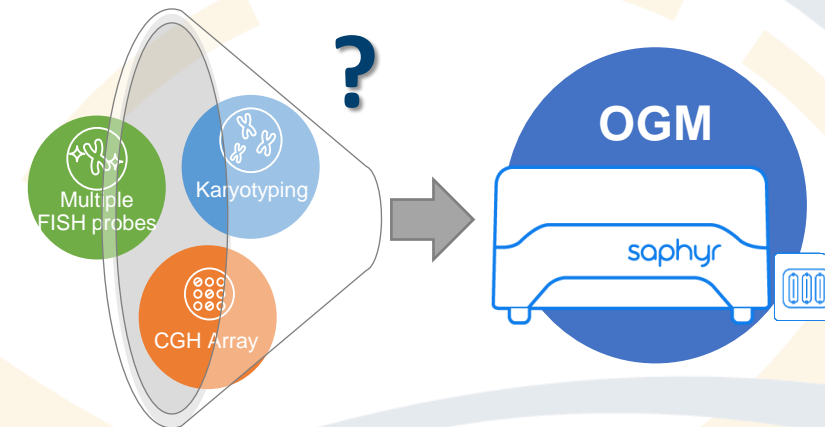 ?
Multiple
FISH probes
Karyotyping
CGH Array
OGM
saphyr